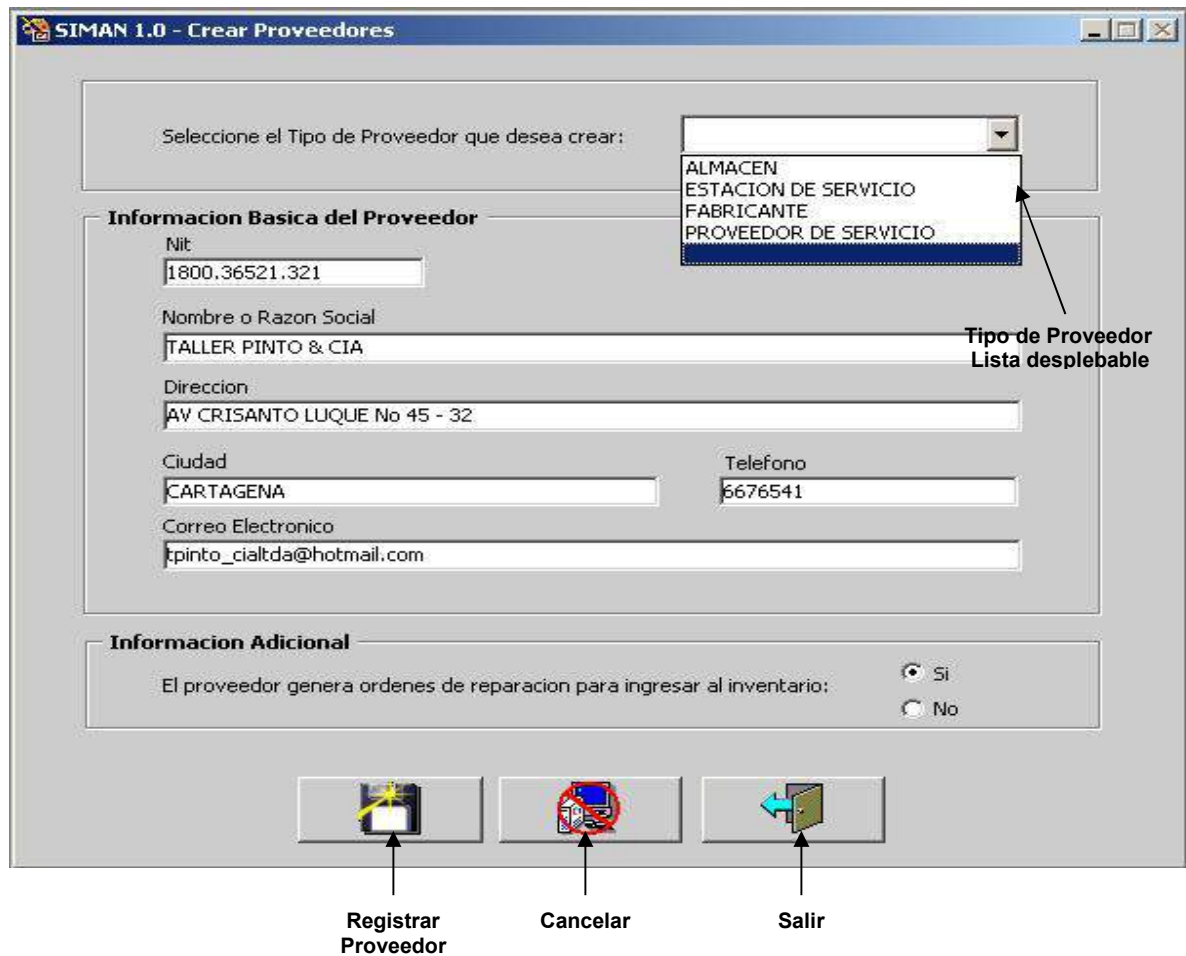 SIMAN 1.0 - Crear Proveedores
Seleccione el Tipo de Proveedor que desea crear:
ALMACEN
ESTACION DE SERVICIO
FABRICANTE
PROVEEDOR DE SERVICIO
Informacion Basica del Proveedor
Nit
1800.36521.321
Nombre o Razon Social
TALLER PINTO & CIA
Tipo de Proveedor
Lista desplebable
Direccion
AV CRISANTO LUQUE No 45 - 32
Ciudad
Telefono
CARTAGENA
6676541
Correo Electronico
tpinto_cialtda@hotmail.com
Informacion Adicional
El proveedor genera ordenes de reparacion para ingresar al inventario:
Si
No
Registrar
Proveedor
Cancelar
Salir